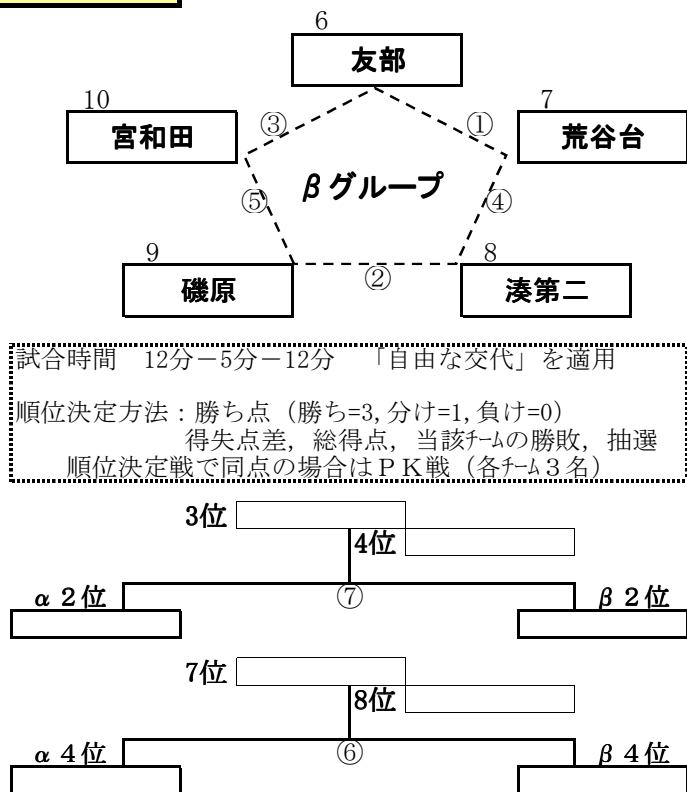 6
友部
10
7
宮和田
③
①
荒谷台
βグループ
⑤
④
9
8
磯原
②
湊第二
試合時間　12分－5分－12分　「自由な交代」を適用
順位決定方法：勝ち点（勝ち=3,分け=1,負け=0）
得失点差，総得点，当該ﾁｰﾑの勝敗，抽選
順位決定戦で同点の場合はＰＫ戦（各ﾁｰﾑ３名）
3位
4位
α２位
⑦
β２位
7位
8位
α４位
⑥
β４位